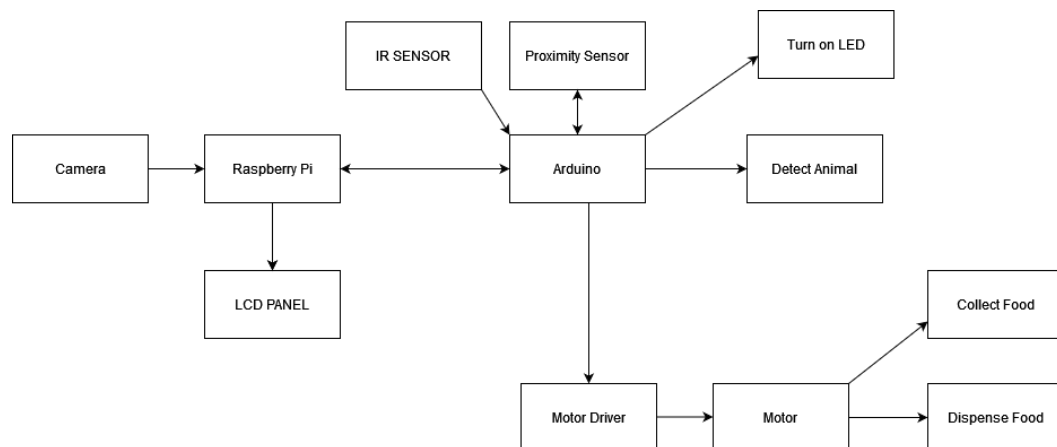 IR SENSOR
Proximity Sensor
Turn on LED
Camera
Raspberry Pi
Arduino
Detect Animal
LCD PANEL
Collect Food
Motor Driver
Motor
Dispense Food